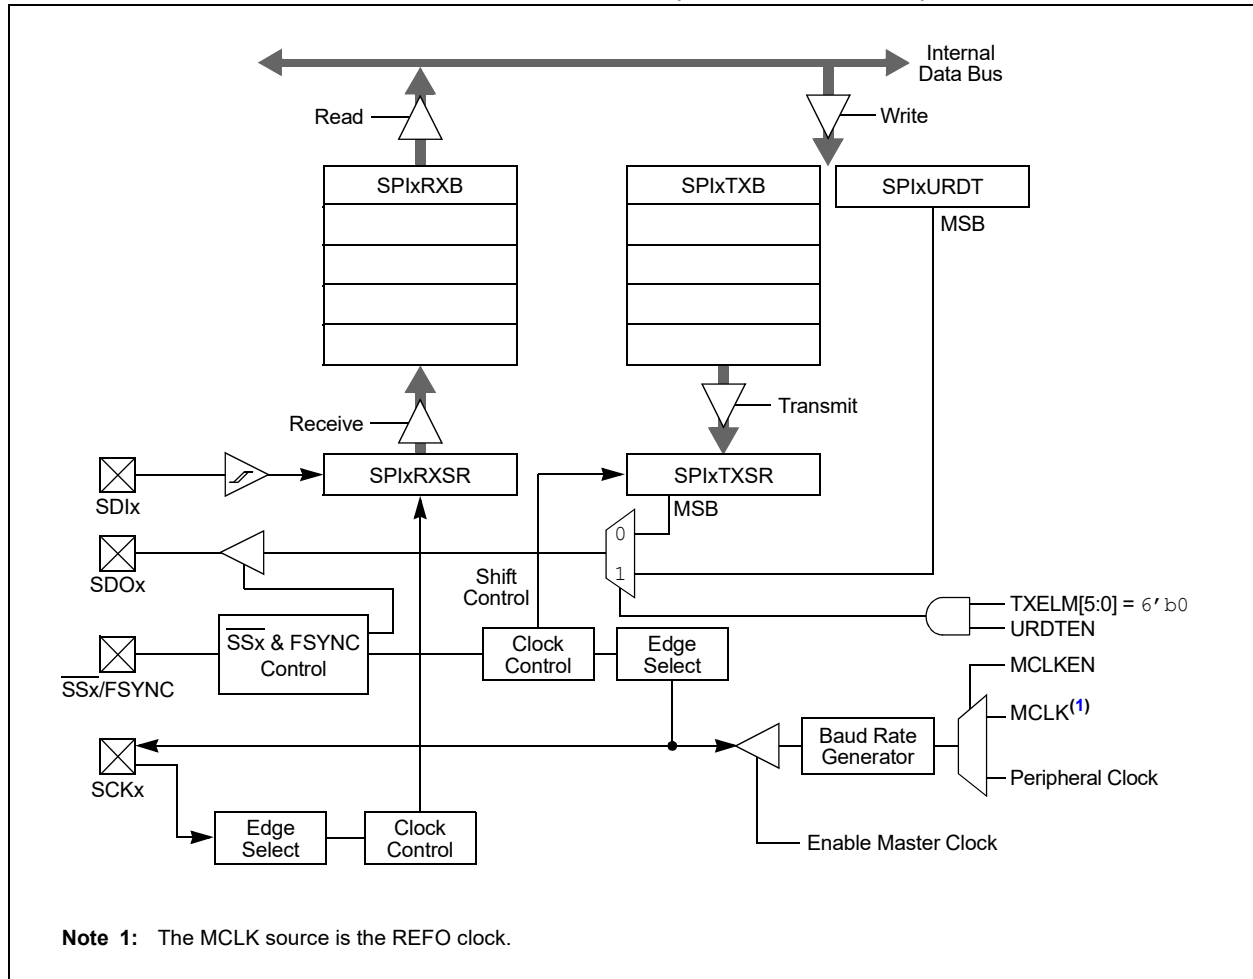 Internal
Data Bus
Read
Write
SPIxRXB
SPIxTXB
SPIxURDT
MSB
Receive
Transmit
SPIxRXSR
SPIxTXSR
SDIx
MSB
0
SDOx
1
Shift
Control
TXELM[5:0] = 6’b0
URDTEN
SSx & FSYNC
Control
Clock
Control
Edge
Select
MCLKEN
SSx/FSYNC
MCLK(1)
Baud Rate
Generator
Peripheral Clock
SCKx
Edge
Select
Clock
Control
Enable Master Clock
Note 1: The MCLK source is the REFO clock.